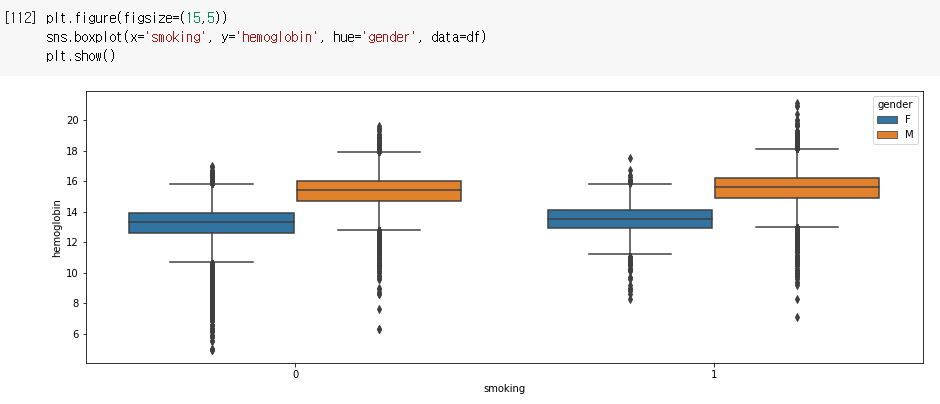 [112] plt.figure(figsize=(15,5))
sns.boxplot(x='smoking', y='hemoglobin', hue='gender', data=df)
plt.show()
gender
F
M
20
18
16
14
12
10
8
6
hemoglobin
0 1
smoking